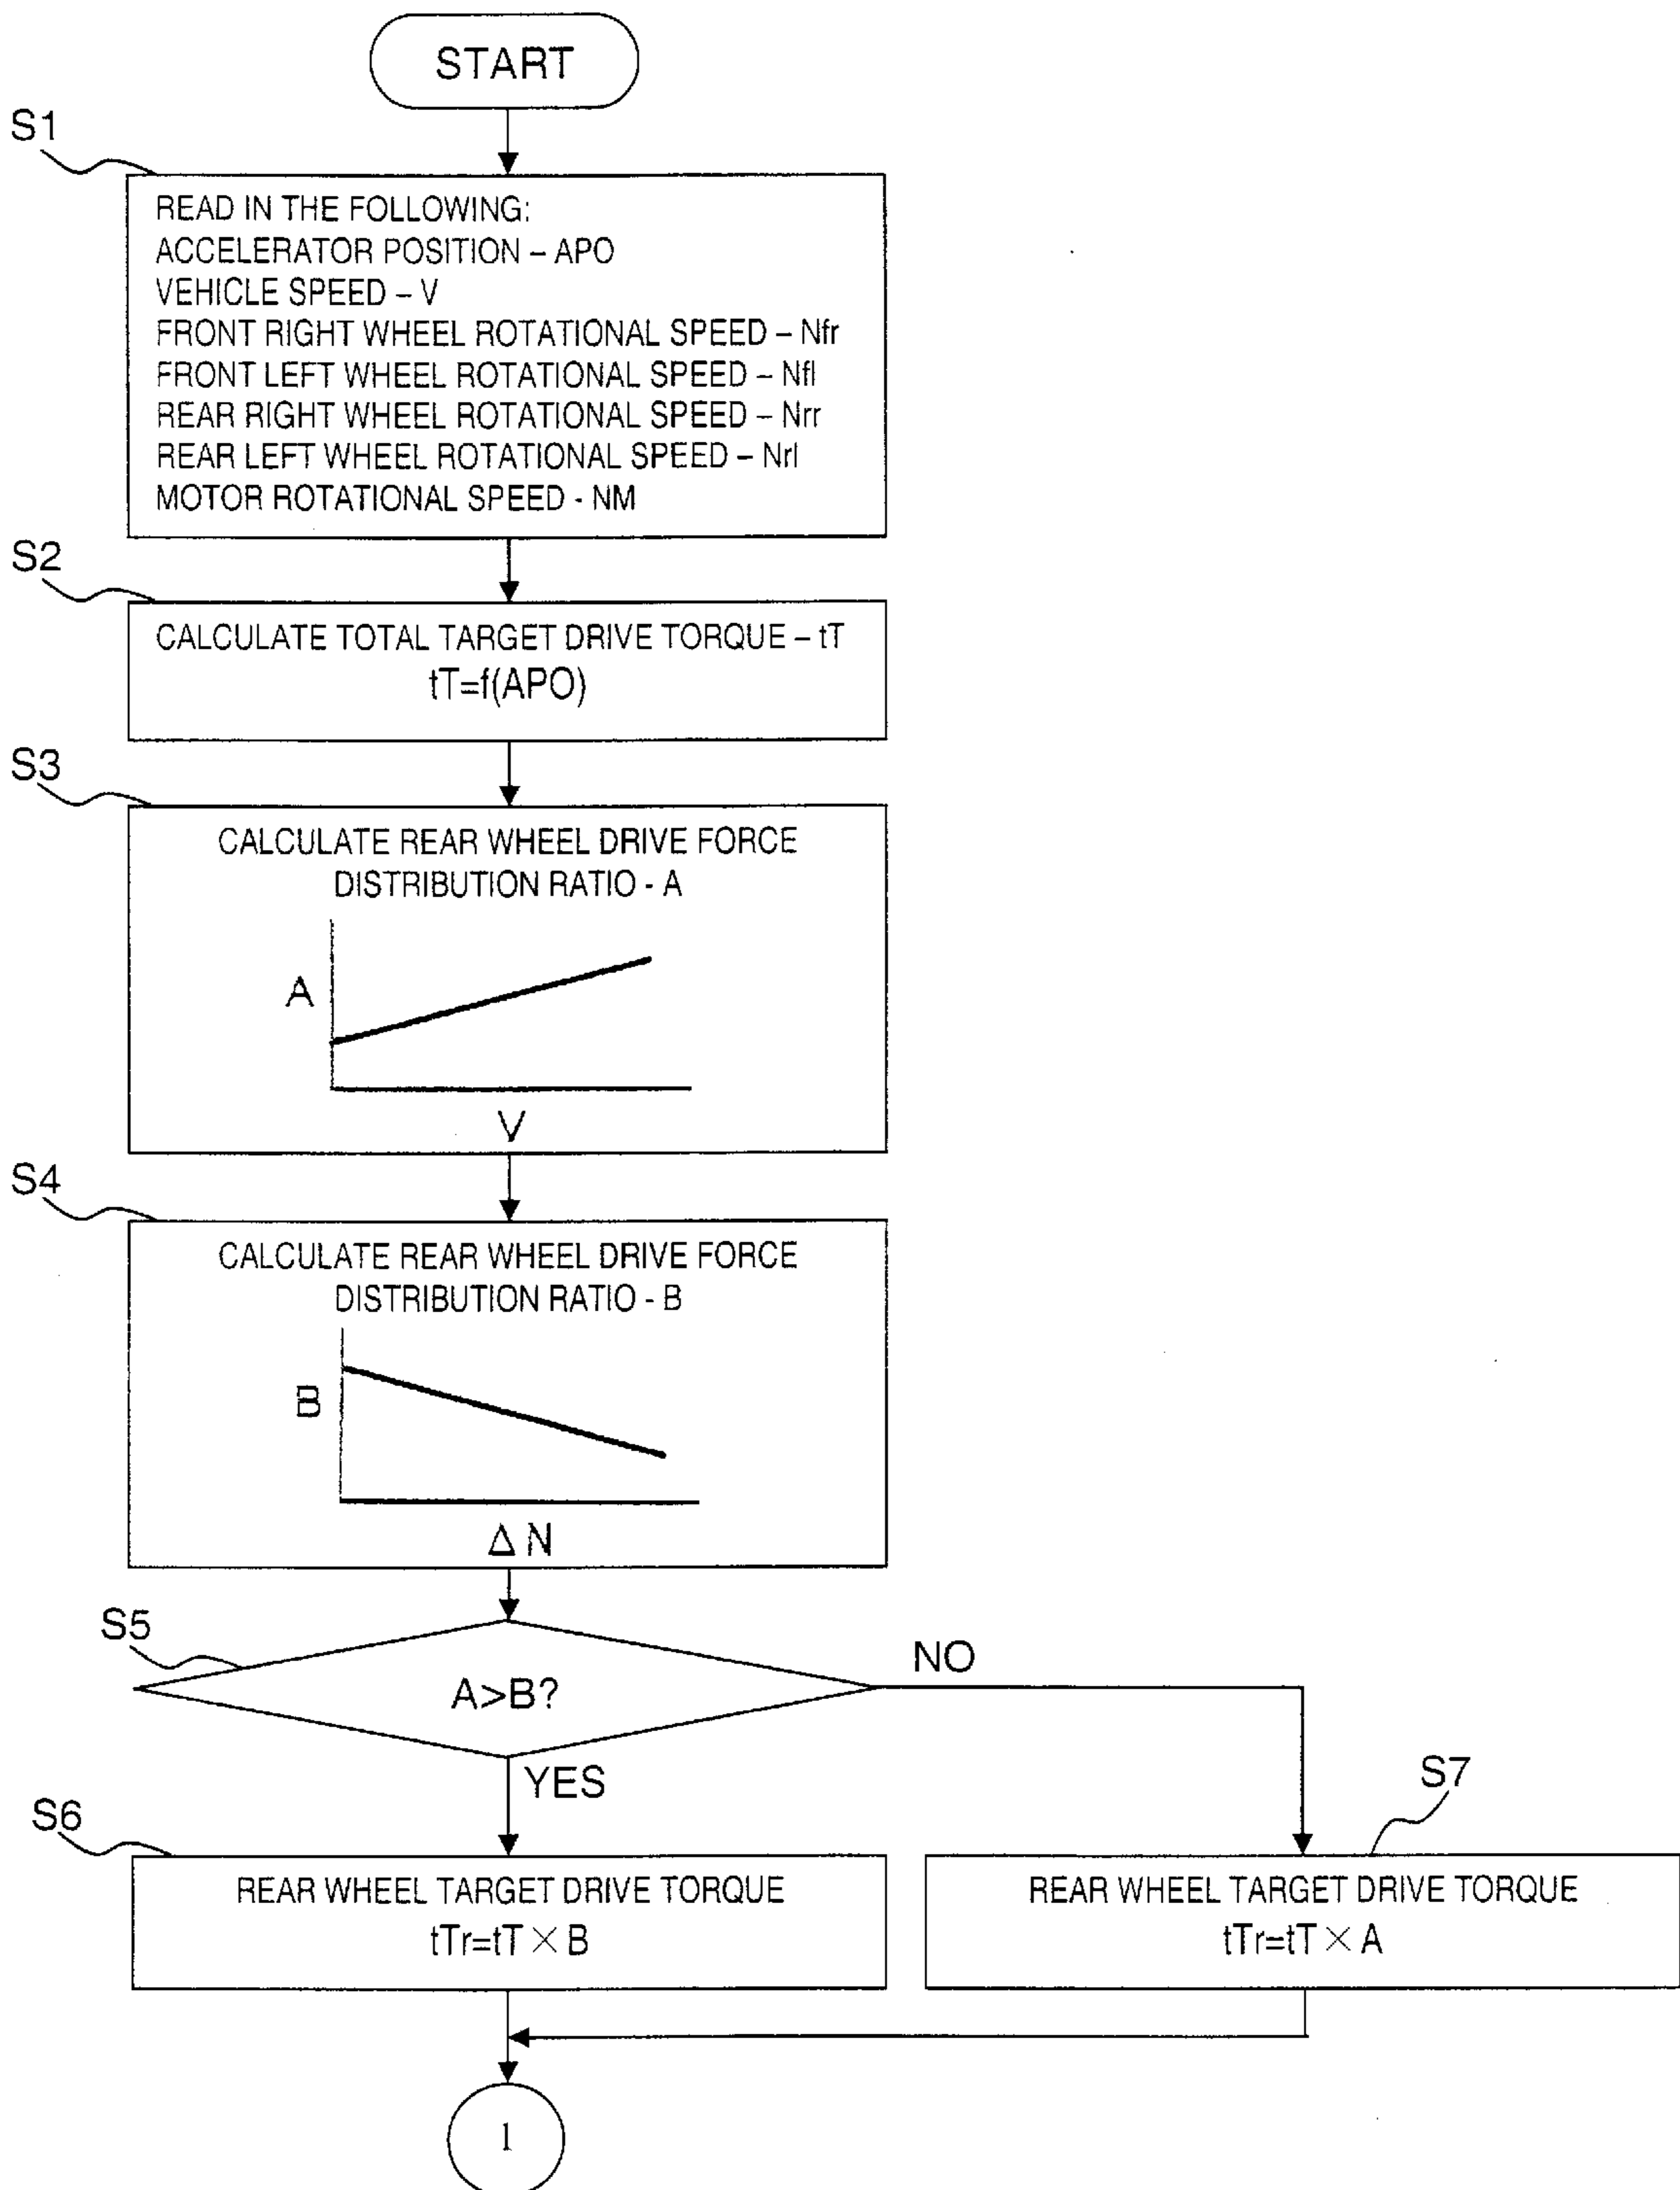 START
S1
READ IN THE FOLLOWING:
ACCELERATOR POSITION – APO
VEHICLE SPEED – V
FRONT RIGHT WHEEL ROTATIONAL SPEED – Nfr
FRONT LEFT WHEEL ROTATIONAL SPEED – Nfl
REAR RIGHT WHEEL ROTATIONAL SPEED – Nrr
REAR LEFT WHEEL ROTATIONAL SPEED – Nrl
MOTOR ROTATIONAL SPEED - NM
S2
CALCULATE TOTAL TARGET DRIVE TORQUE – tT
tT=f(APO)
S3
CALCULATE REAR WHEEL DRIVE FORCE
DISTRIBUTION RATIO - A
A
V
S4
CALCULATE REAR WHEEL DRIVE FORCE
DISTRIBUTION RATIO - B
B
Δ N
S5
A>B?
NO
YES
S6
REAR WHEEL TARGET DRIVE TORQUE
tTr=tT × B
S7
REAR WHEEL TARGET DRIVE TORQUE
tTr=tT × A
1